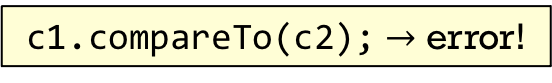 c1.compareTo(c2); → error!